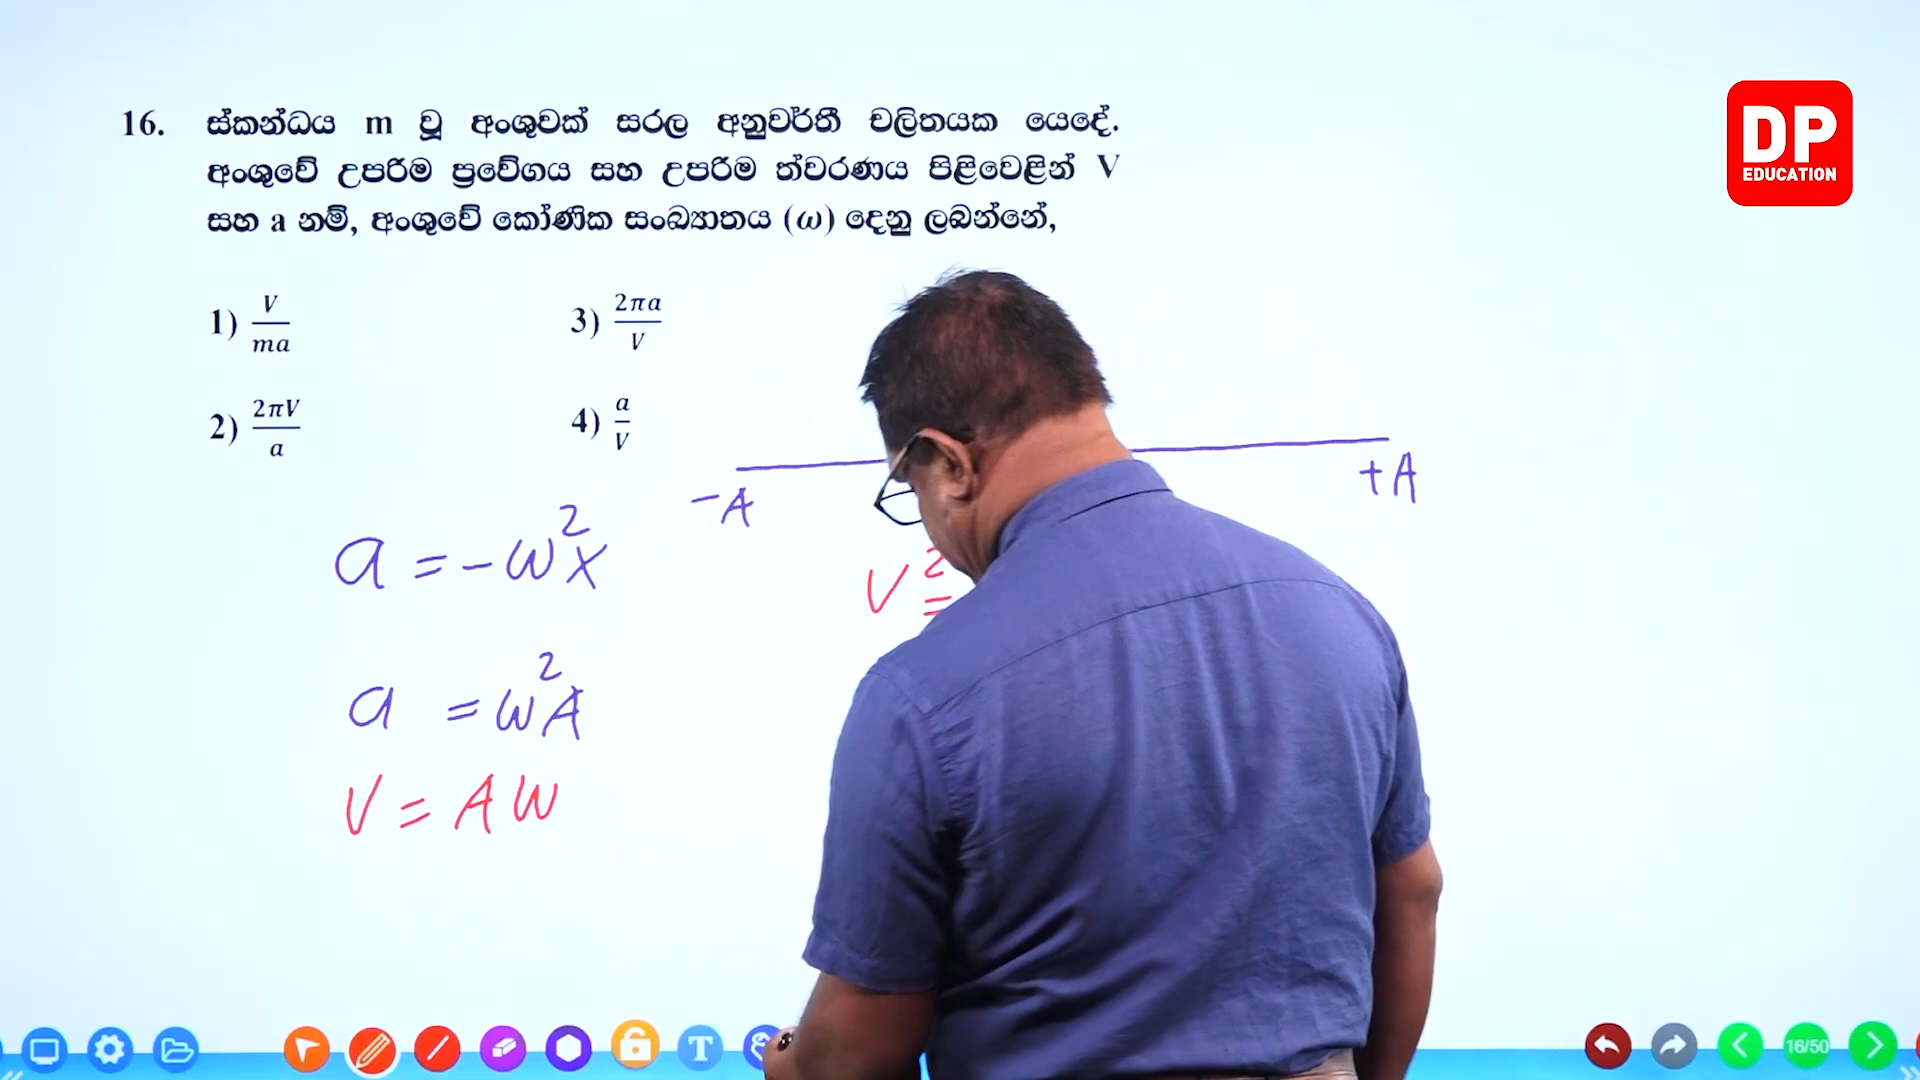 DP
EDUCATION
16. ස්කන්ධය m වූ අංශුවක් සරල අනුවර්තී චලිතයක යෙදේ.
අංශුවේ උපරිම ප්‍රවේගය සහ උපරිම ත්වරණය පිළිවෙළින් V
සහ a නම්, අංශුවේ කෝණික සංඛ්‍යාතය (ω) දෙනු ලබන්නේ,
1) V/ma
3) 2πa/V
2) 2πV/a
4) a/V
-A
+A
a = -ω²x
V² =
a = ω²A
V = Aω
T
16/50